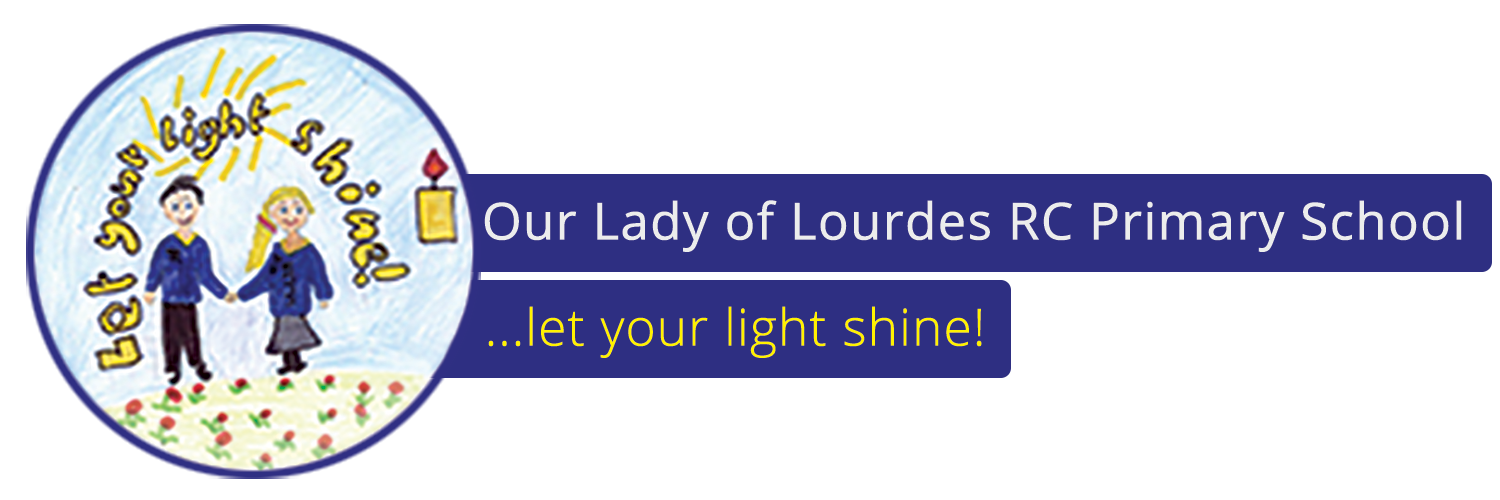 Let your light shine!
Our Lady of Lourdes RC Primary School
...let your light shine!